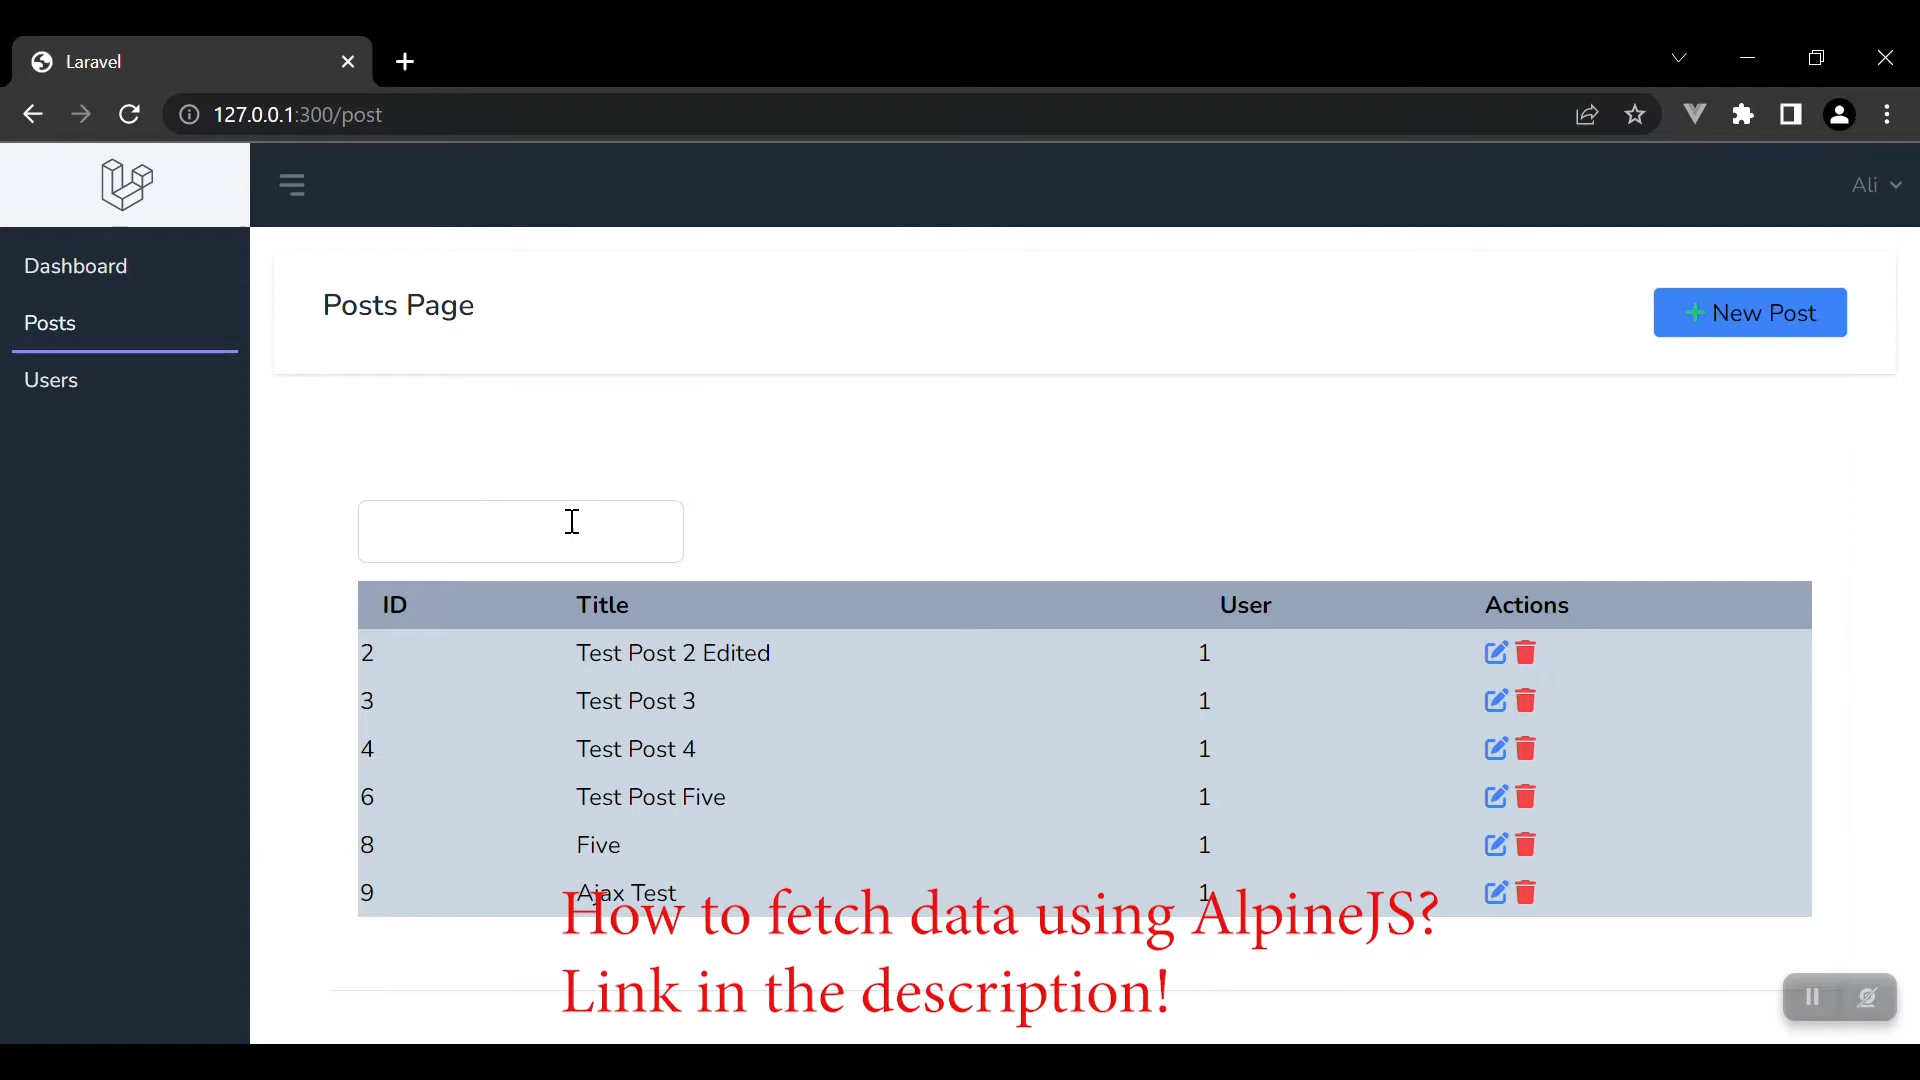 Laravel
127.0.0.1:300/post
Ali
Dashboard
Posts
Users
Posts Page
+ New Post
ID Title User Actions
2 Test Post 2 Edited 1
3 Test Post 3 1
4 Test Post 4 1
6 Test Post Five 1
8 Five 1
9 Ajax Test 1
How to fetch data using AlpineJS?
Link in the description!